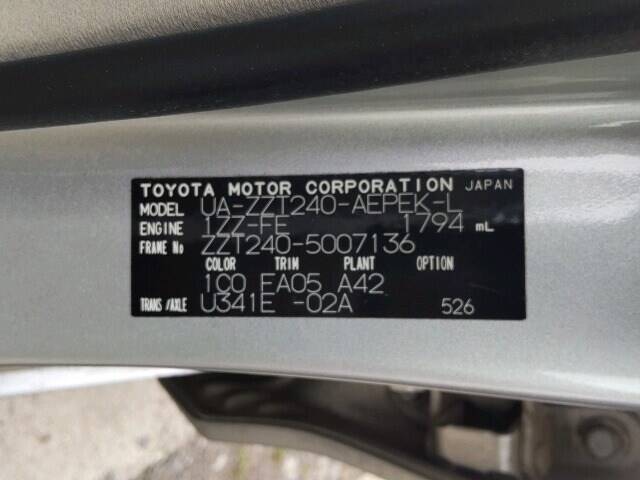 TOYOTA MOTOR CORPORATION JAPAN
MODEL UA-ZZT240-AEPEK-L
ENGINE 1ZZ-FE 1794 mL
FRAME No ZZT240-5007136
COLOR TRIM PLANT OPTION
1C0 FA05 A42
TRANS/AXLE U341E -02A 526